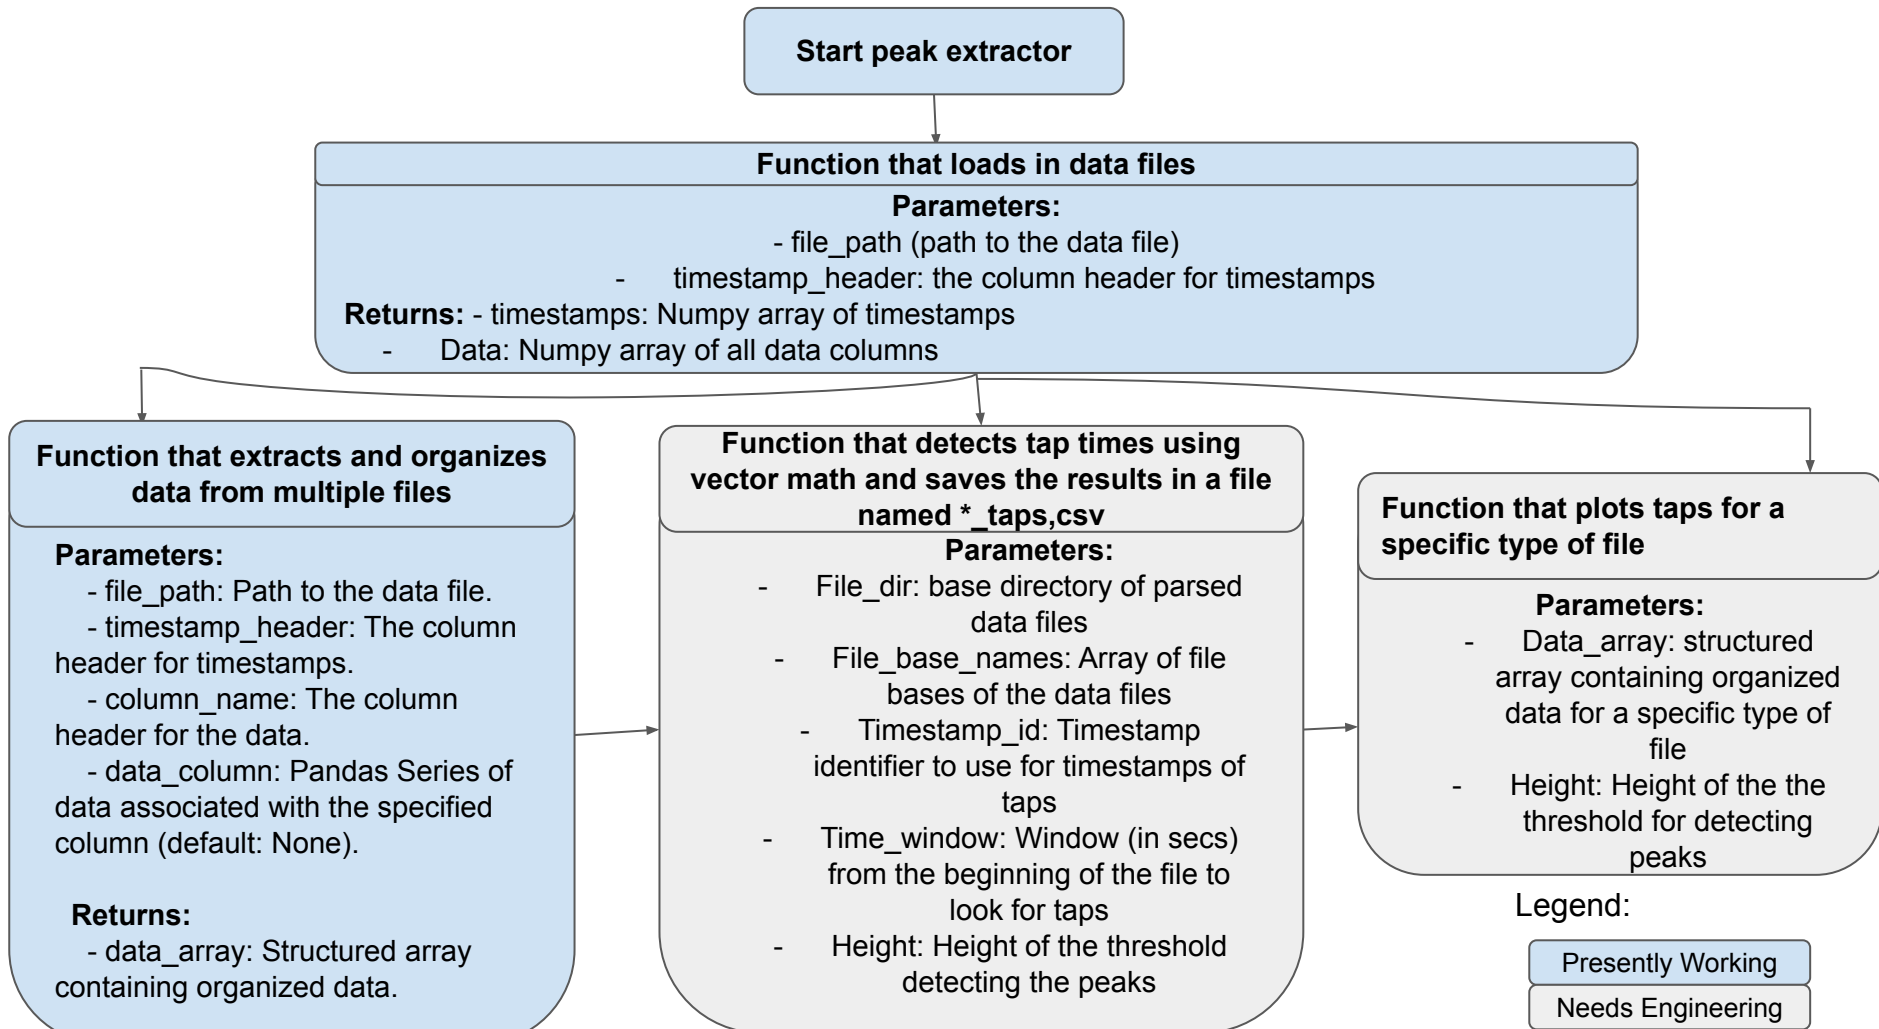 Start peak extractor
Function that loads in data files
Parameters:
- file_path (path to the data file)
- timestamp_header: the column header for timestamps
Returns: - timestamps: Numpy array of timestamps
- Data: Numpy array of all data columns
Function that extracts and organizes
data from multiple files
Parameters:
- file_path: Path to the data file.
- timestamp_header: The column
header for timestamps.
- column_name: The column
header for the data.
- data_column: Pandas Series of
data associated with the specified
column (default: None).
Returns:
- data_array: Structured array
containing organized data.
Function that detects tap times using
vector math and saves the results in a file
named *_taps,csv
Parameters:
- File_dir: base directory of parsed
data files
- File_base_names: Array of file
bases of the data files
- Timestamp_id: Timestamp
identifier to use for timestamps of
taps
- Time_window: Window (in secs)
from the beginning of the file to
look for taps
- Height: Height of the threshold
detecting the peaks
Function that plots taps for a
specific type of file
Parameters:
- Data_array: structured
array containing organized
data for a specific type of
file
- Height: Height of the the
threshold for detecting
peaks
Legend:
Presently Working
Needs Engineering